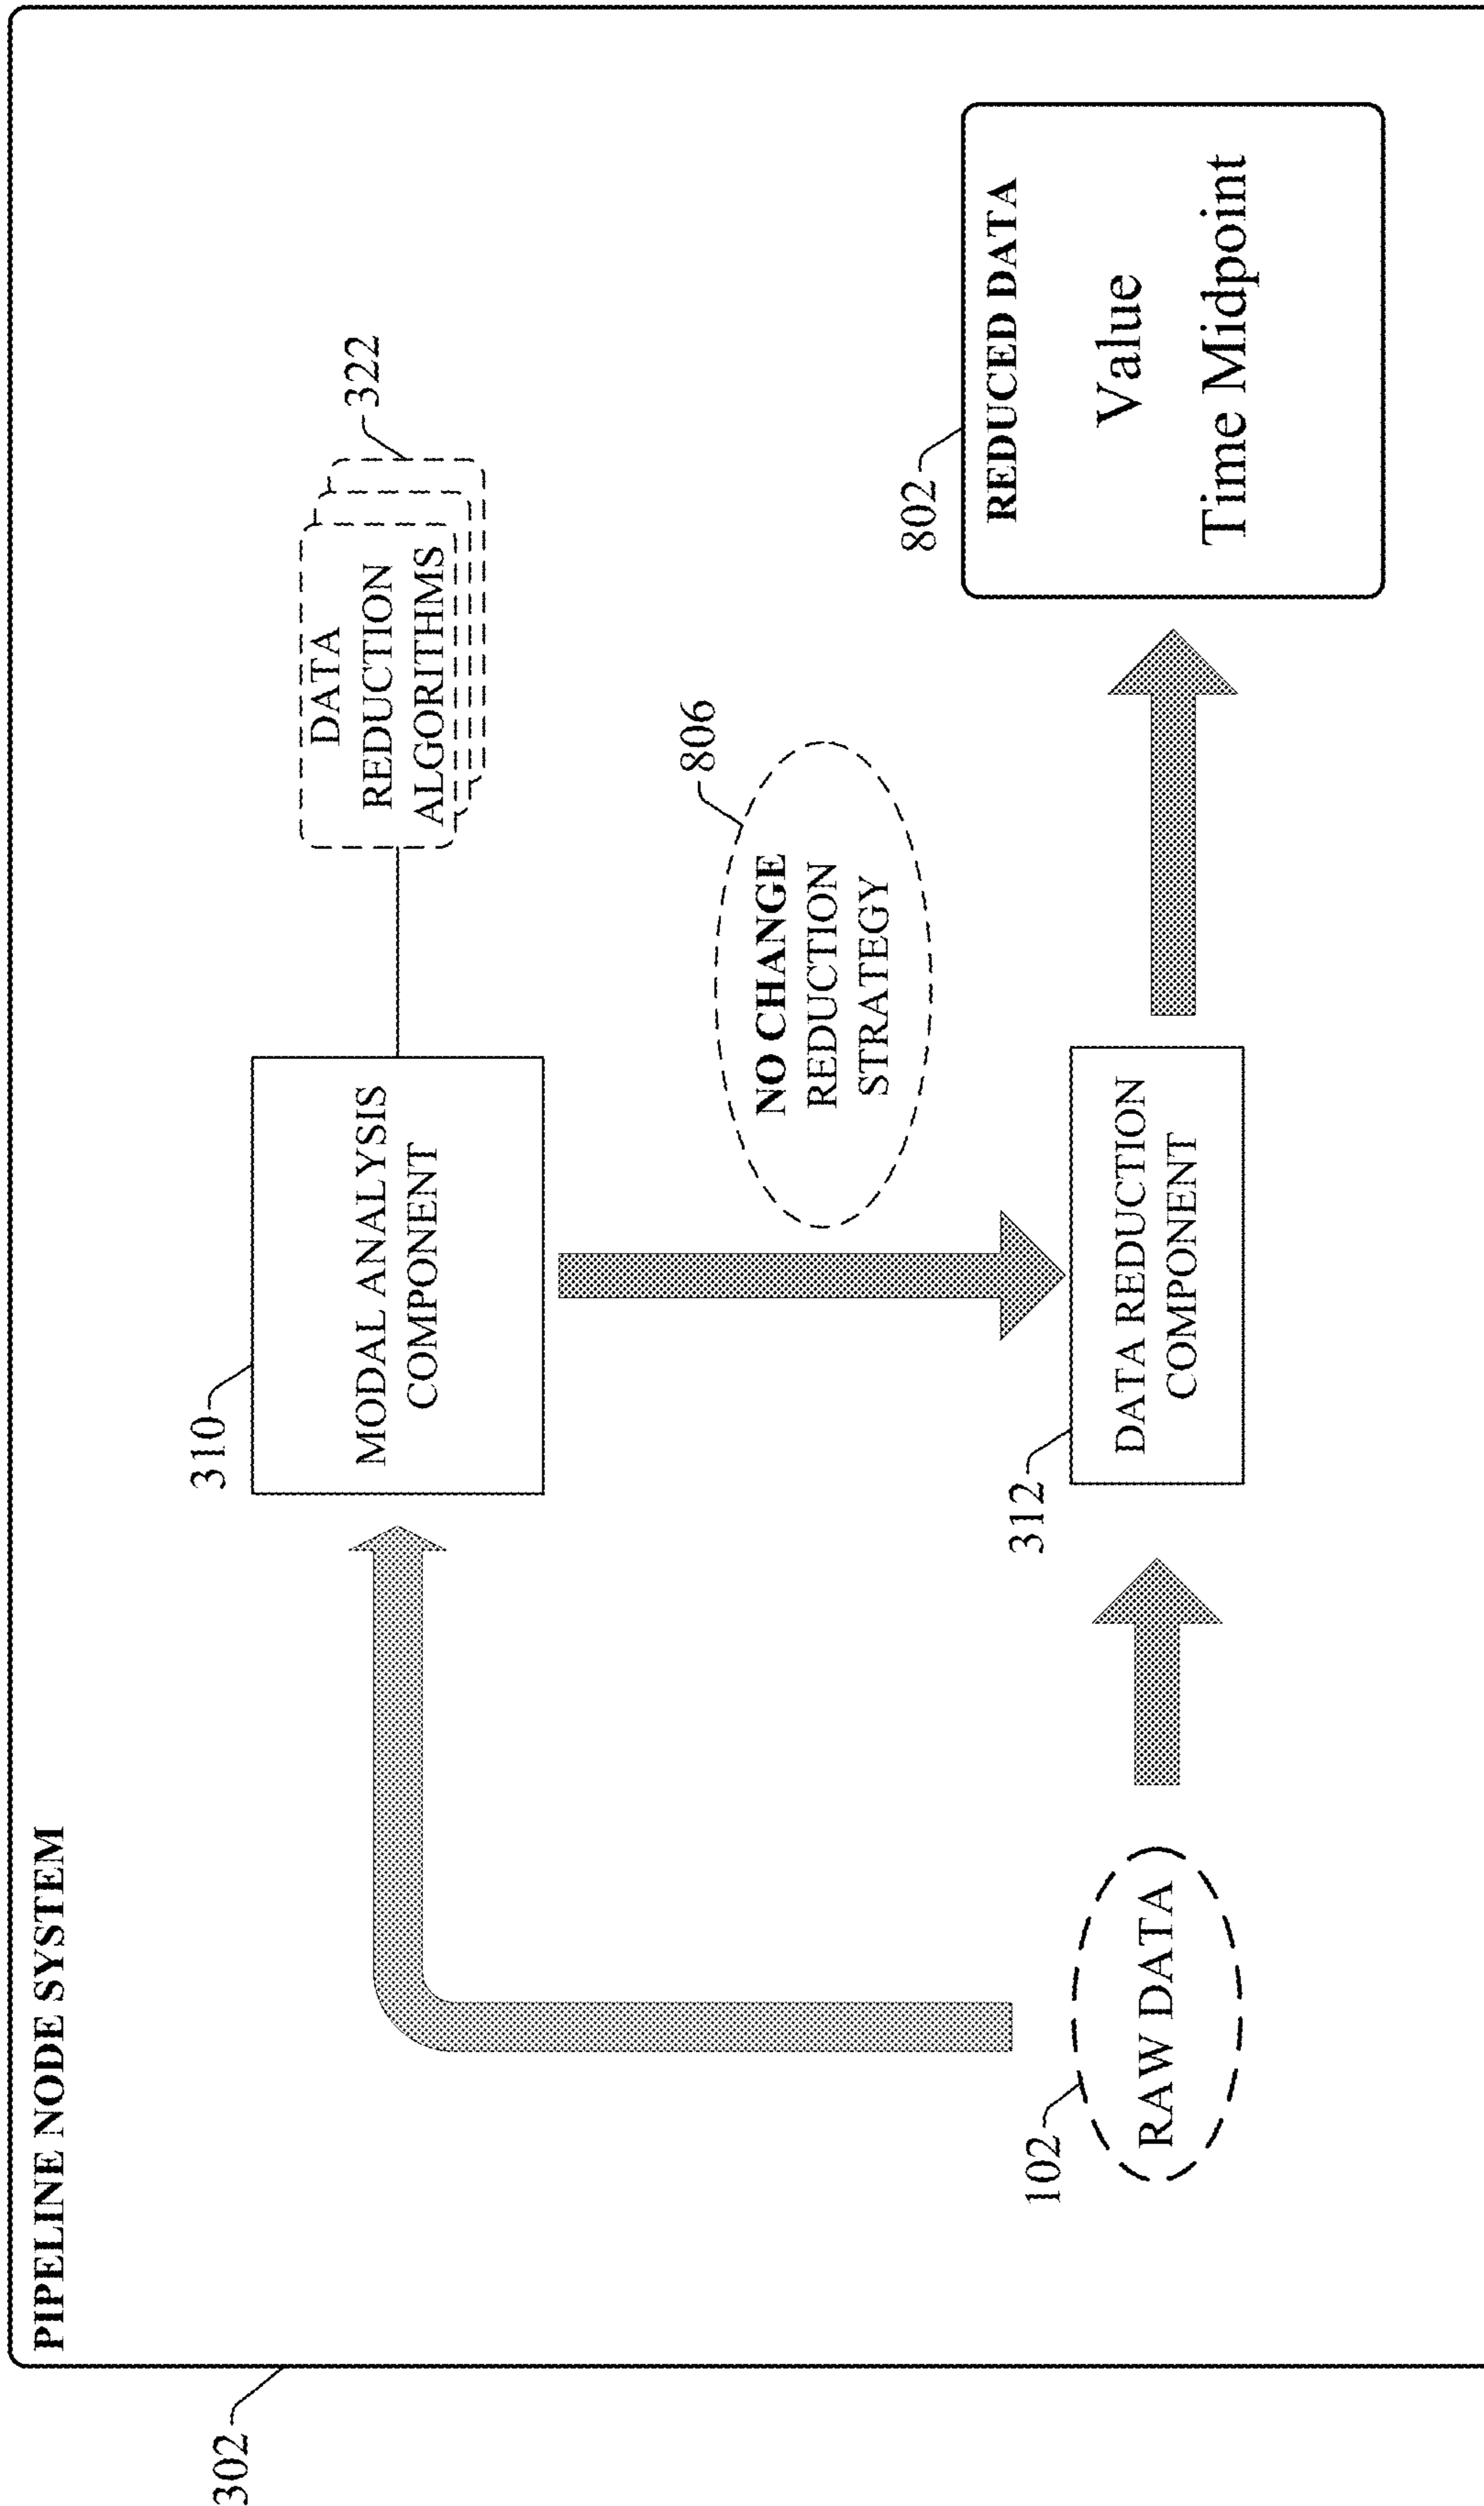 302
PIPELINE NODE SYSTEM
310
MODAL ANALYSIS
COMPONENT
322
DATA
REDUCTION
ALGORITHMS
806
NO CHANGE
REDUCTION
STRATEGY
102
RAW DATA
312
DATA REDUCTION
COMPONENT
802
REDUCED DATA
Value
Time Midpoint